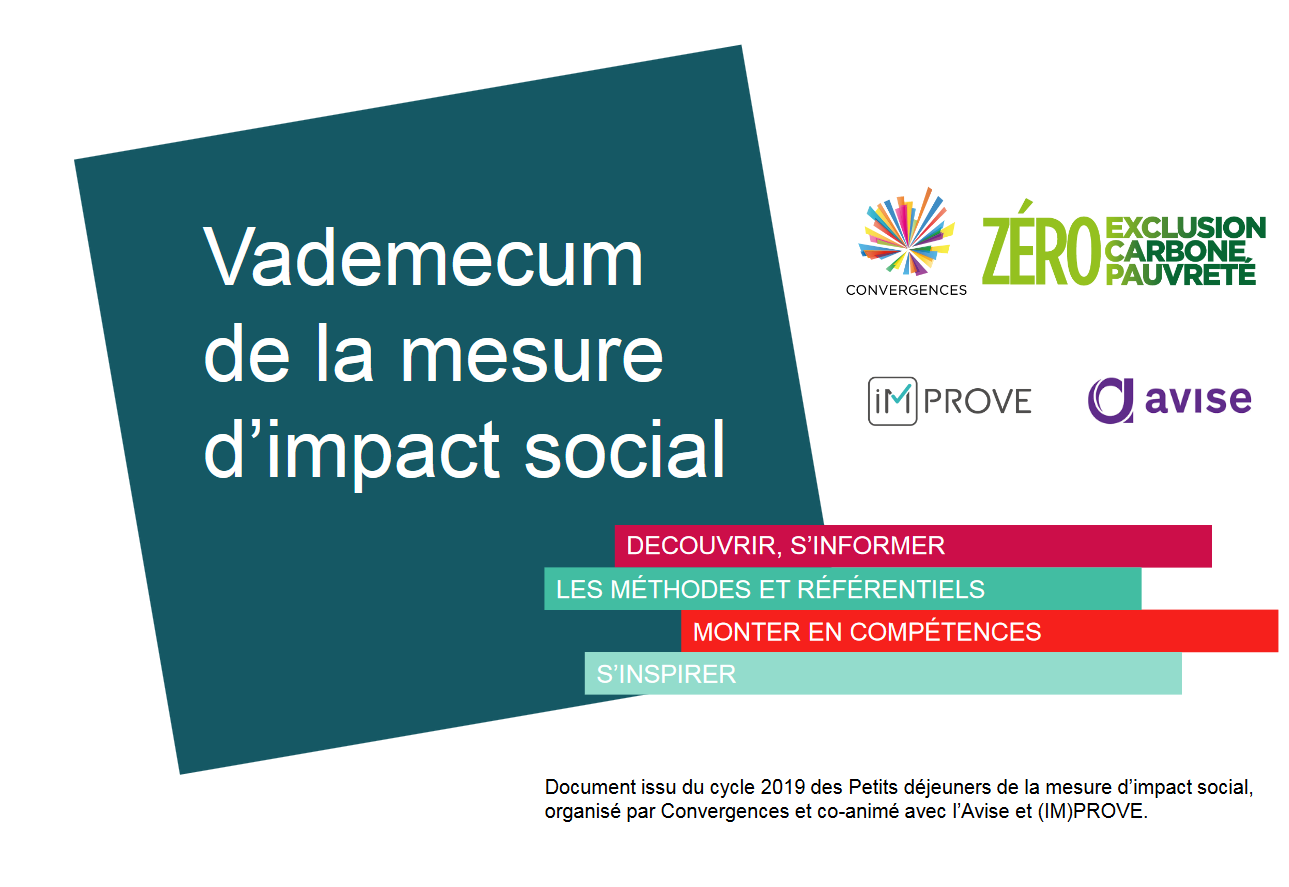 Vademecum
de la mesure
d’impact social
CONVERGENCES
ZÉRO EXCLUSION
CARBONE
PAUVRETÉ
iMPROVE
avise
DECOUVRIR, S’INFORMER
LES MÉTHODES ET RÉFÉRENTIELS
MONTER EN COMPÉTENCES
S’INSPIRER
Document issu du cycle 2019 des Petits déjeuners de la mesure d’impact social,
organisé par Convergences et co-animé avec l’Avise et (IM)PROVE.